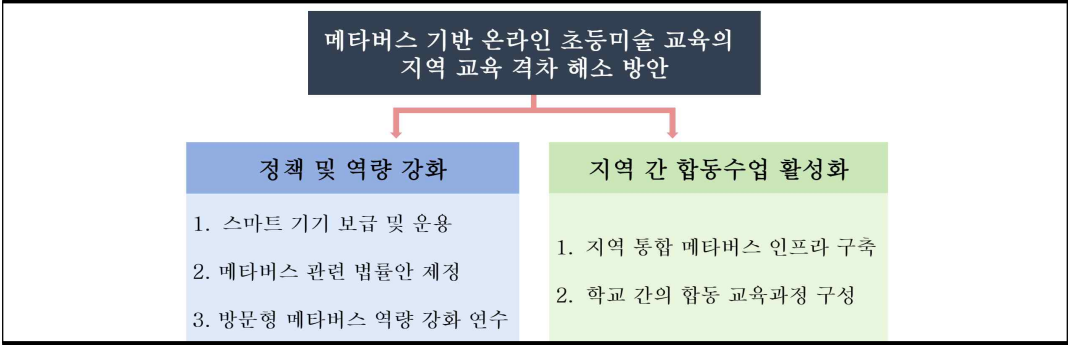 메타버스 기반 온라인 초등미술 교육의
지역 교육 격차 해소 방안
정책 및 역량 강화
1. 스마트 기기 보급 및 운용
2. 메타버스 관련 법률안 제정
3. 방문형 메타버스 역량 강화 연수
지역 간 합동수업 활성화
1. 지역 통합 메타버스 인프라 구축
2. 학교 간의 합동 교육과정 구성